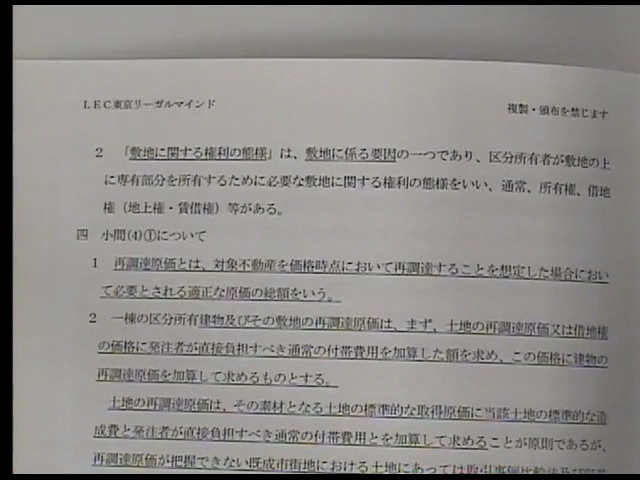 LEC東京リーガルマインド
複製・頒布を禁じます
2 「敷地に関する権利の態様」は、敷地に係る要因の一つであり、区分所有者が敷地の上
に専有部分を所有するために必要な敷地に関する権利の態様をいい、通常、所有権、借地
権（地上権・賃借権）等がある。
四 小問(4)①について
1 再調達原価とは、対象不動産を価格時点において再調達することを想定した場合におい
て必要とされる適正な原価の総額をいう。
2 一棟の区分所有建物及びその敷地の再調達原価は、まず、土地の再調達原価又は借地権
の価格に発注者が直接負担すべき通常の付帯費用を加算した額を求め、この価格に建物の
再調達原価を加算して求めるものとする。
土地の再調達原価は、その素材となる土地の標準的な取得原価に当該土地の標準的な造
成費と発注者が直接負担すべき通常の付帯費用とを加算して求めることが原則であるが、
再調達原価が把握できない既成市街地における土地にあっては取引事例比較法及び